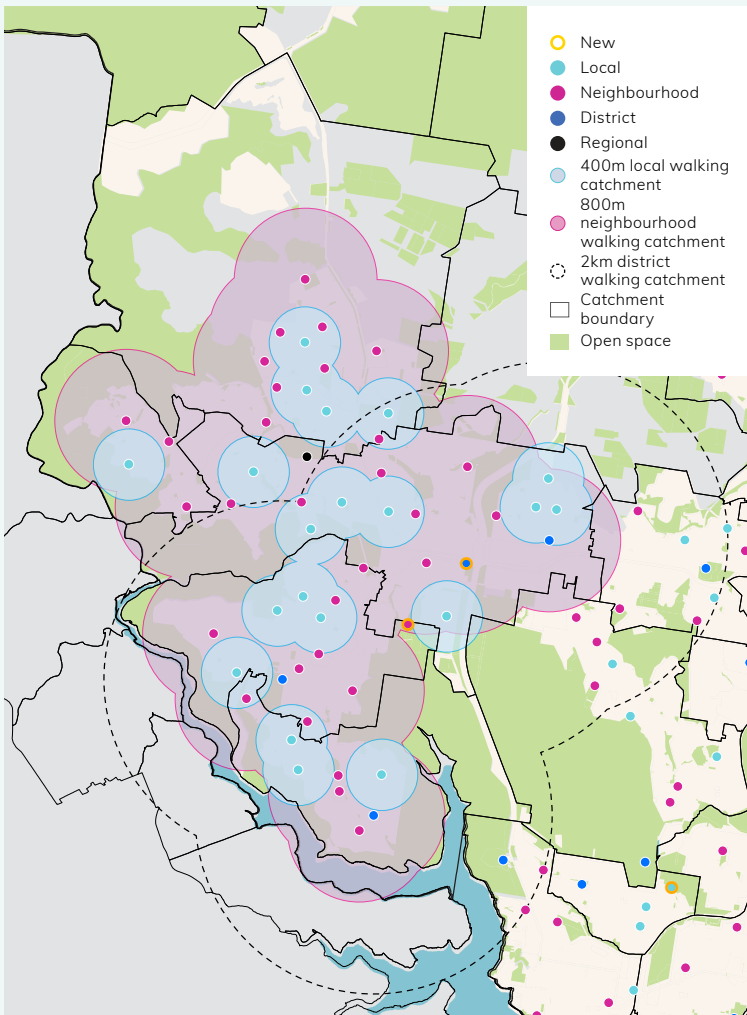 New
Local
Neighbourhood
District
Regional
400m local walking
catchment
800m
neighbourhood
walking catchment
2km district
walking catchment
Catchment
boundary
Open space